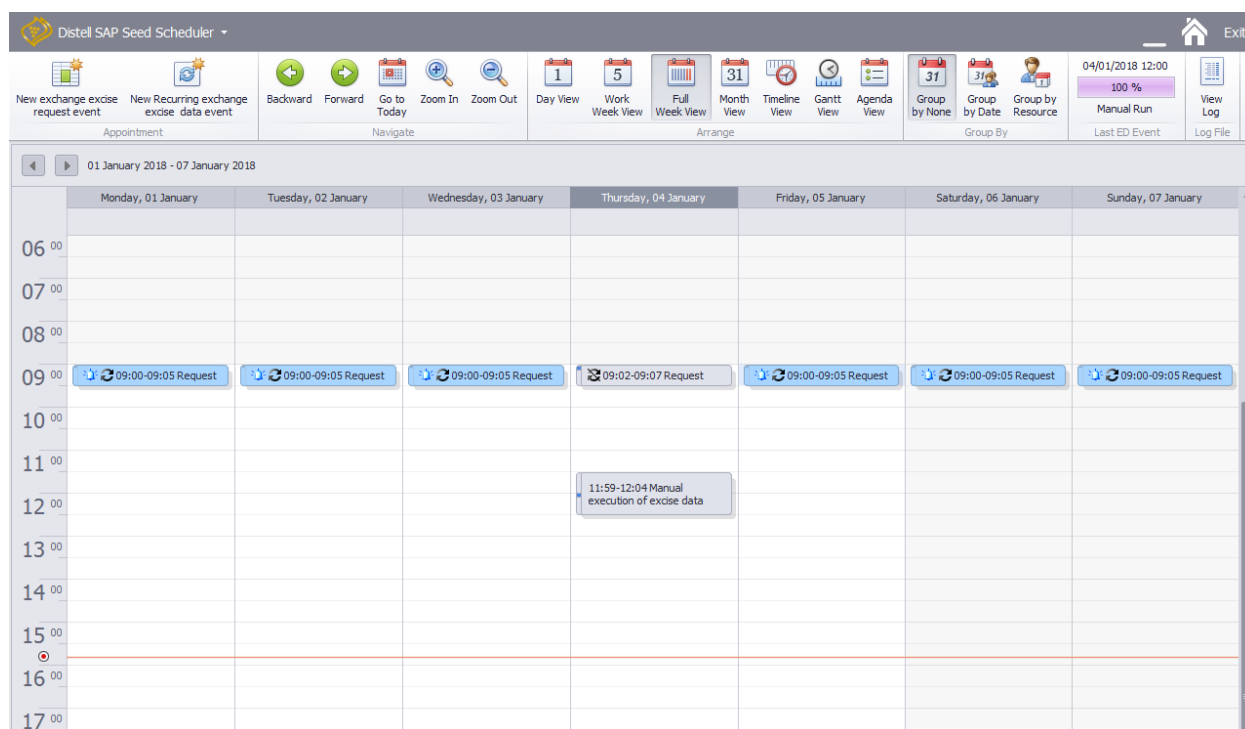 Distell SAP Seed Scheduler
Exit
New exchange excise
request event
New Recurring exchange
excise data event
Appointment
Backward
Forward
Go to
Today
Zoom In
Zoom Out
Navigate
1
Day View
5
Work
Week View
Full
Week View
31
Month
View
Timeline
View
Gantt
View
Agenda
View
Arrange
31
Group
by None
31
Group
by Date
1
Group by
Resource
Group By
04/01/2018 12:00
100 %
Manual Run
Last ED Event
View
Log
Log File
01 January 2018 - 07 January 2018
Monday, 01 January
Tuesday, 02 January
Wednesday, 03 January
Thursday, 04 January
Friday, 05 January
Saturday, 06 January
Sunday, 07 January
06 00
07 00
08 00
09 00
09:00-09:05 Request
09:00-09:05 Request
09:00-09:05 Request
09:02-09:07 Request
09:00-09:05 Request
09:00-09:05 Request
09:00-09:05 Request
10 00
11 00
11:59-12:04 Manual
execution of excise data
12 00
13 00
14 00
15 00
16 00
17 00